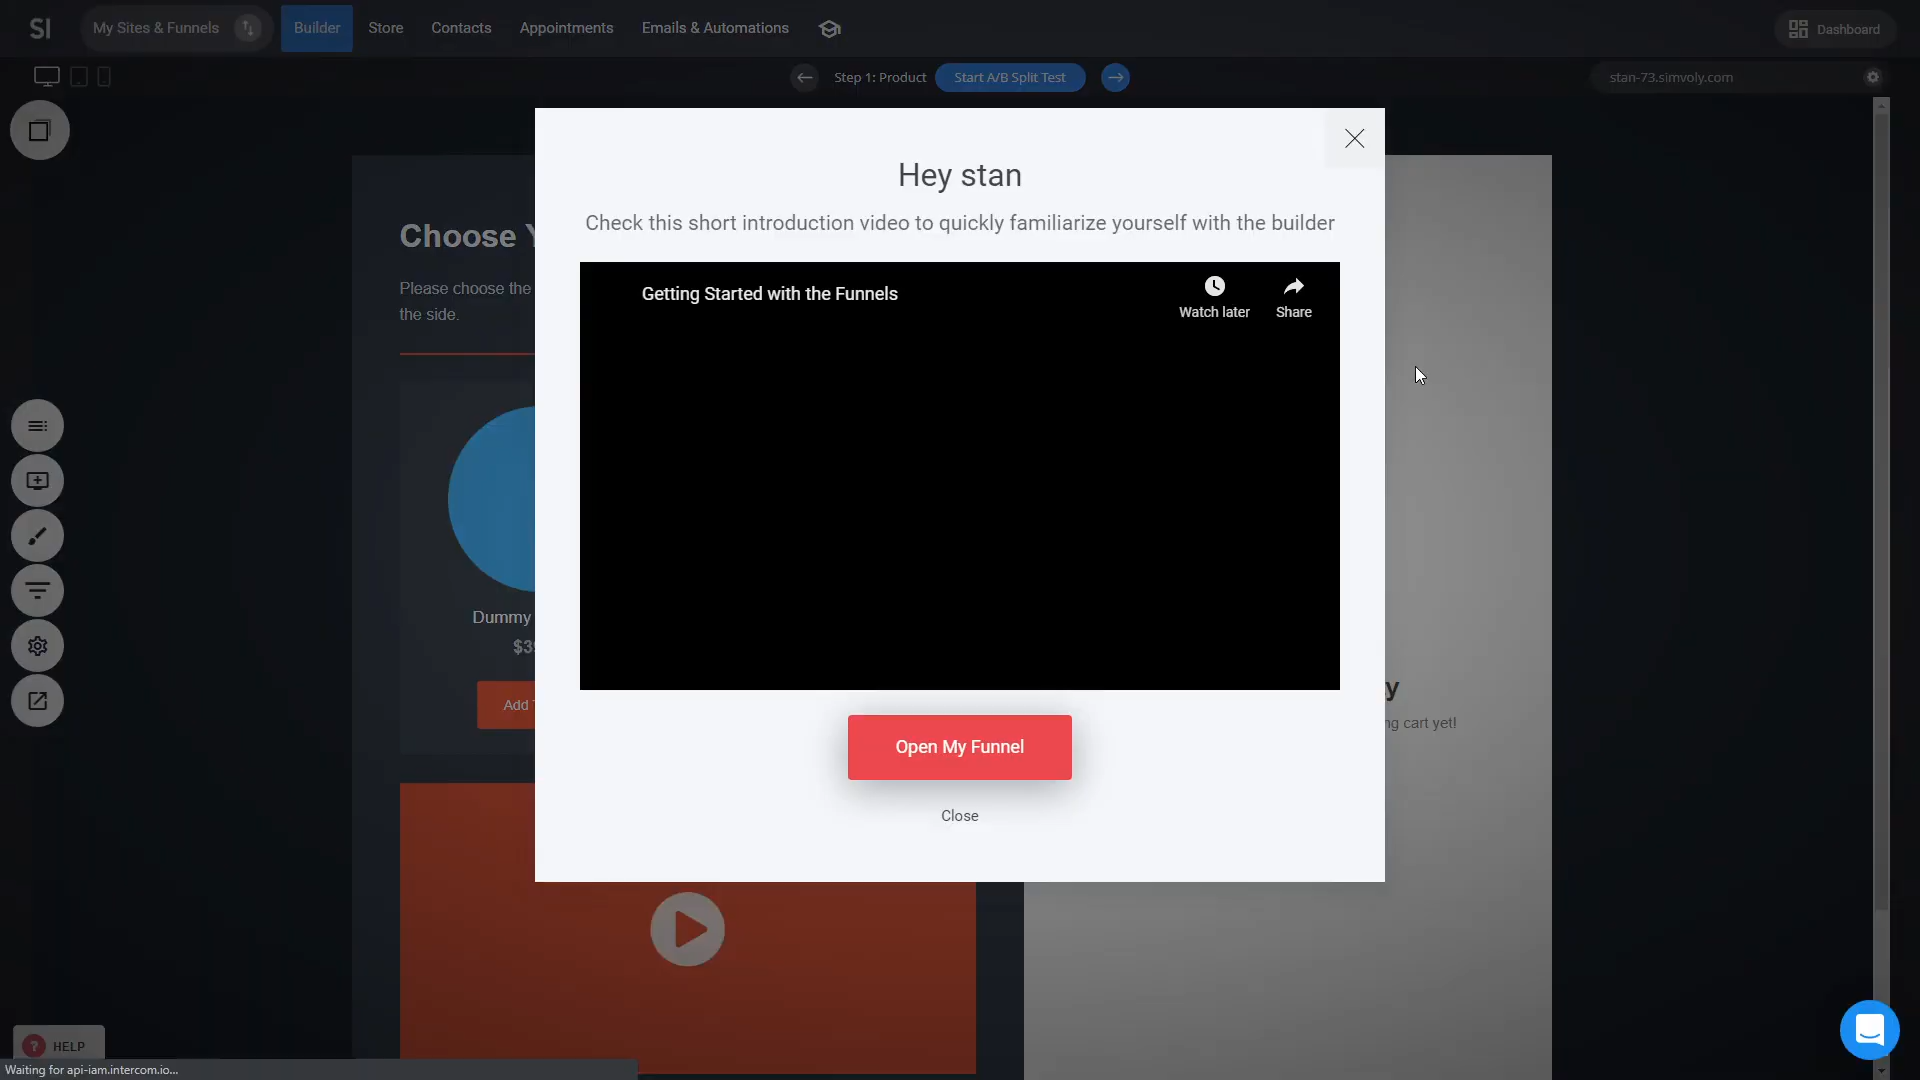 SI
My Sites & Funnels
Builder
Store
Contacts
Appointments
Emails & Automations
Dashboard
Step 1: Product
Start A/B Split Test
stan-73.simvoly.com
Hey stan
Check this short introduction video to quickly familiarize yourself with the builder
Choose Y
Please choose the
the side.
Getting Started with the Funnels
Watch later
Share
Dummy
$39
Add
y
ng cart yet!
Open My Funnel
Close
? HELP
Waiting for api-iam.intercom.io...